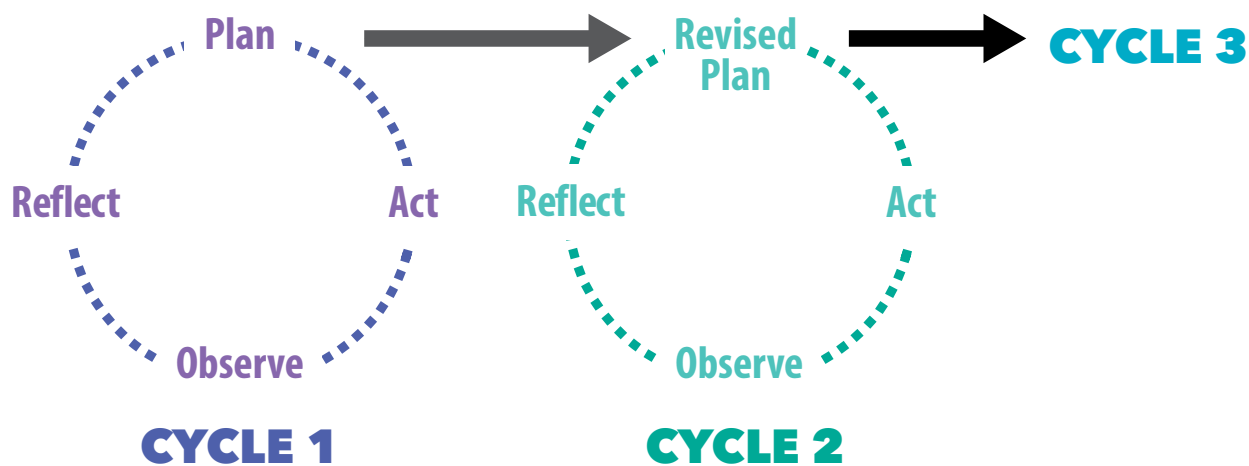 Plan
Act
Observe
Reflect
CYCLE 1
Revised
Plan
Act
Observe
Reflect
CYCLE 2
CYCLE 3